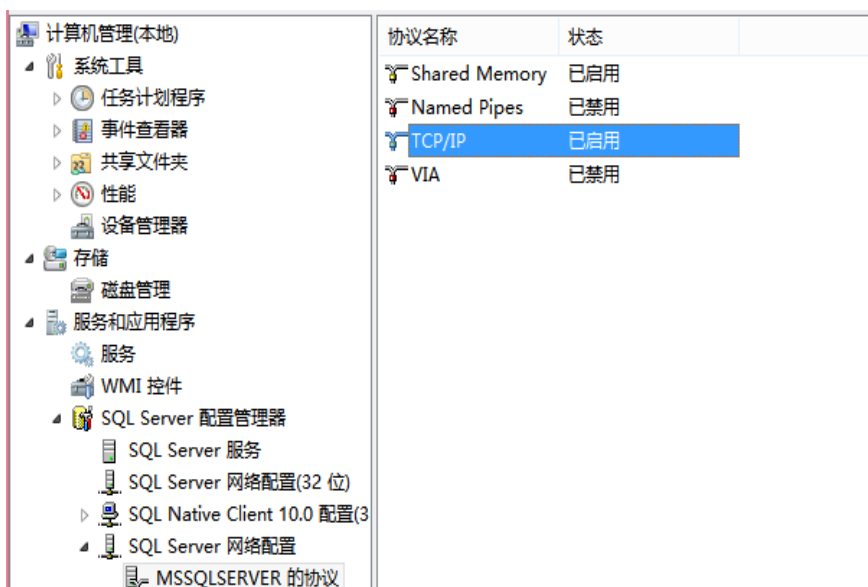 计算机管理(本地)
系统工具
任务计划程序
事件查看器
共享文件夹
性能
设备管理器
存储
磁盘管理
服务和应用程序
服务
WMI 控件
SQL Server 配置管理器
SQL Server 服务
SQL Server 网络配置(32 位)
SQL Native Client 10.0 配置(3
SQL Server 网络配置
MSSQLSERVER 的协议
协议名称 状态
Shared Memory 已启用
Named Pipes 已禁用
TCP/IP 已启用
VIA 已禁用